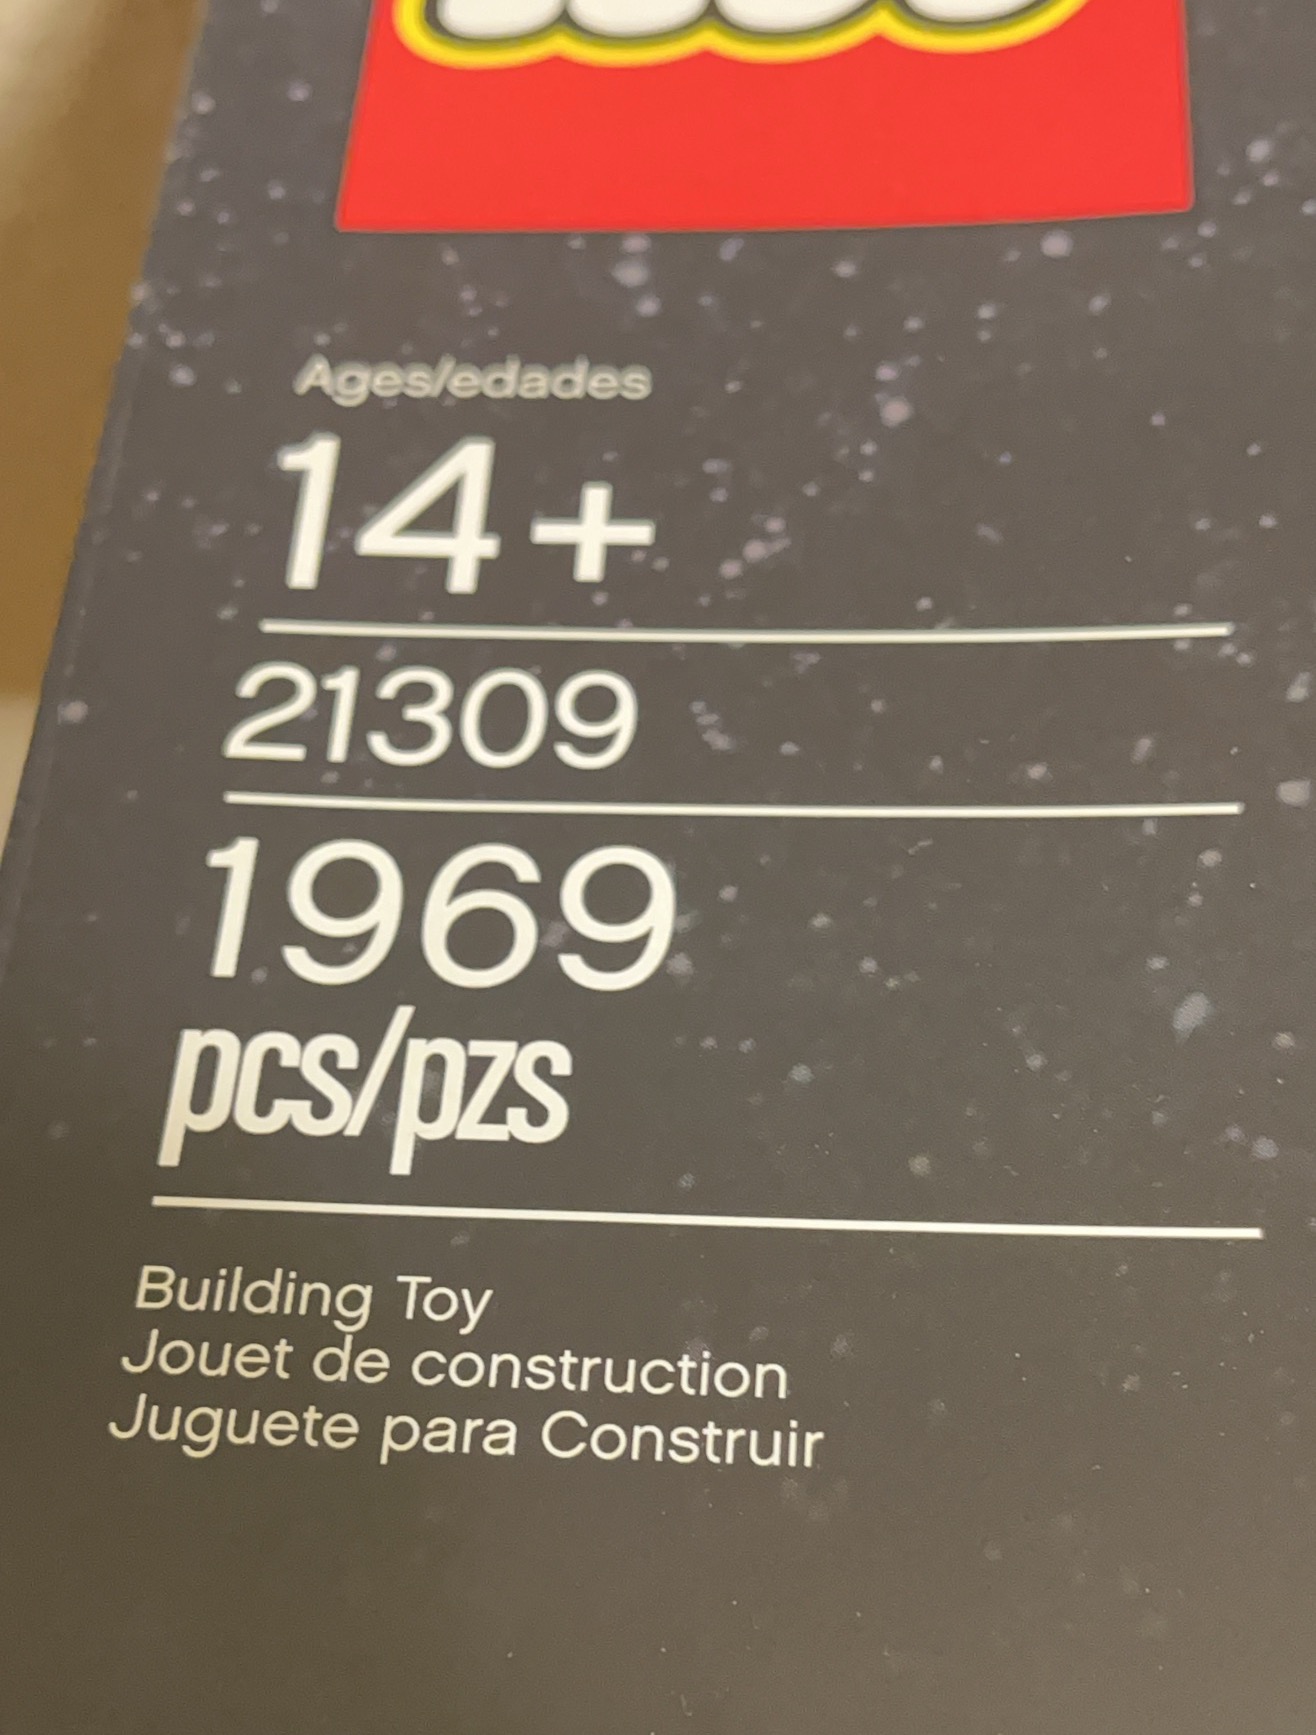 Ages/edades
14+
21309
1969
pcs/pzs
Building Toy
Jouet de construction
Juguete para Construir